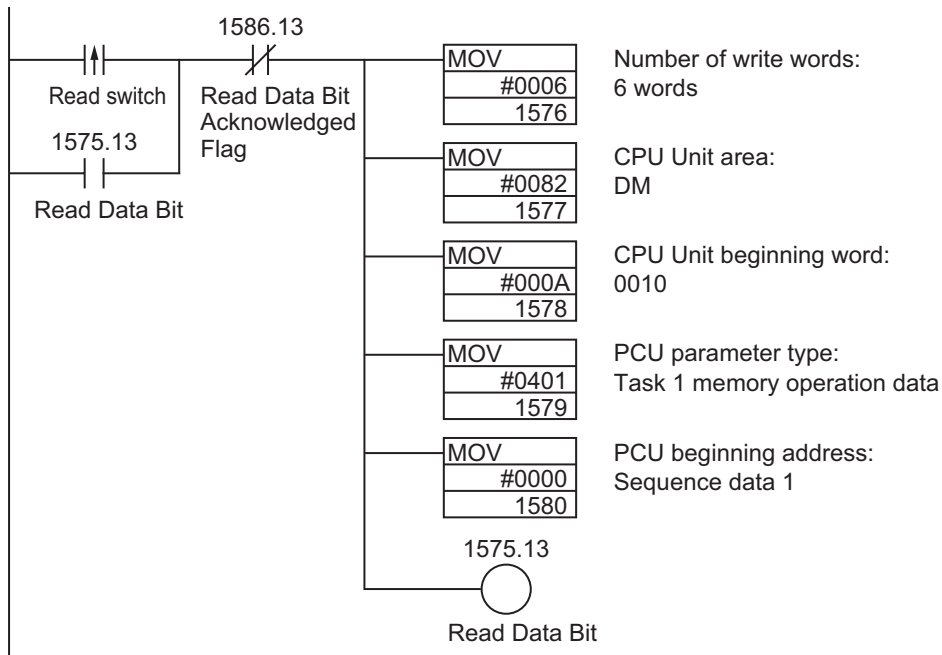 1586.13
Read switch
Read Data Bit
Acknowledged
Flag
1575.13
Read Data Bit
MOV
#0006
1576
Number of write words:
6 words
MOV
#0082
1577
CPU Unit area:
DM
MOV
#000A
1578
CPU Unit beginning word:
0010
MOV
#0401
1579
PCU parameter type:
Task 1 memory operation data
MOV
#0000
1580
PCU beginning address:
Sequence data 1
1575.13
Read Data Bit